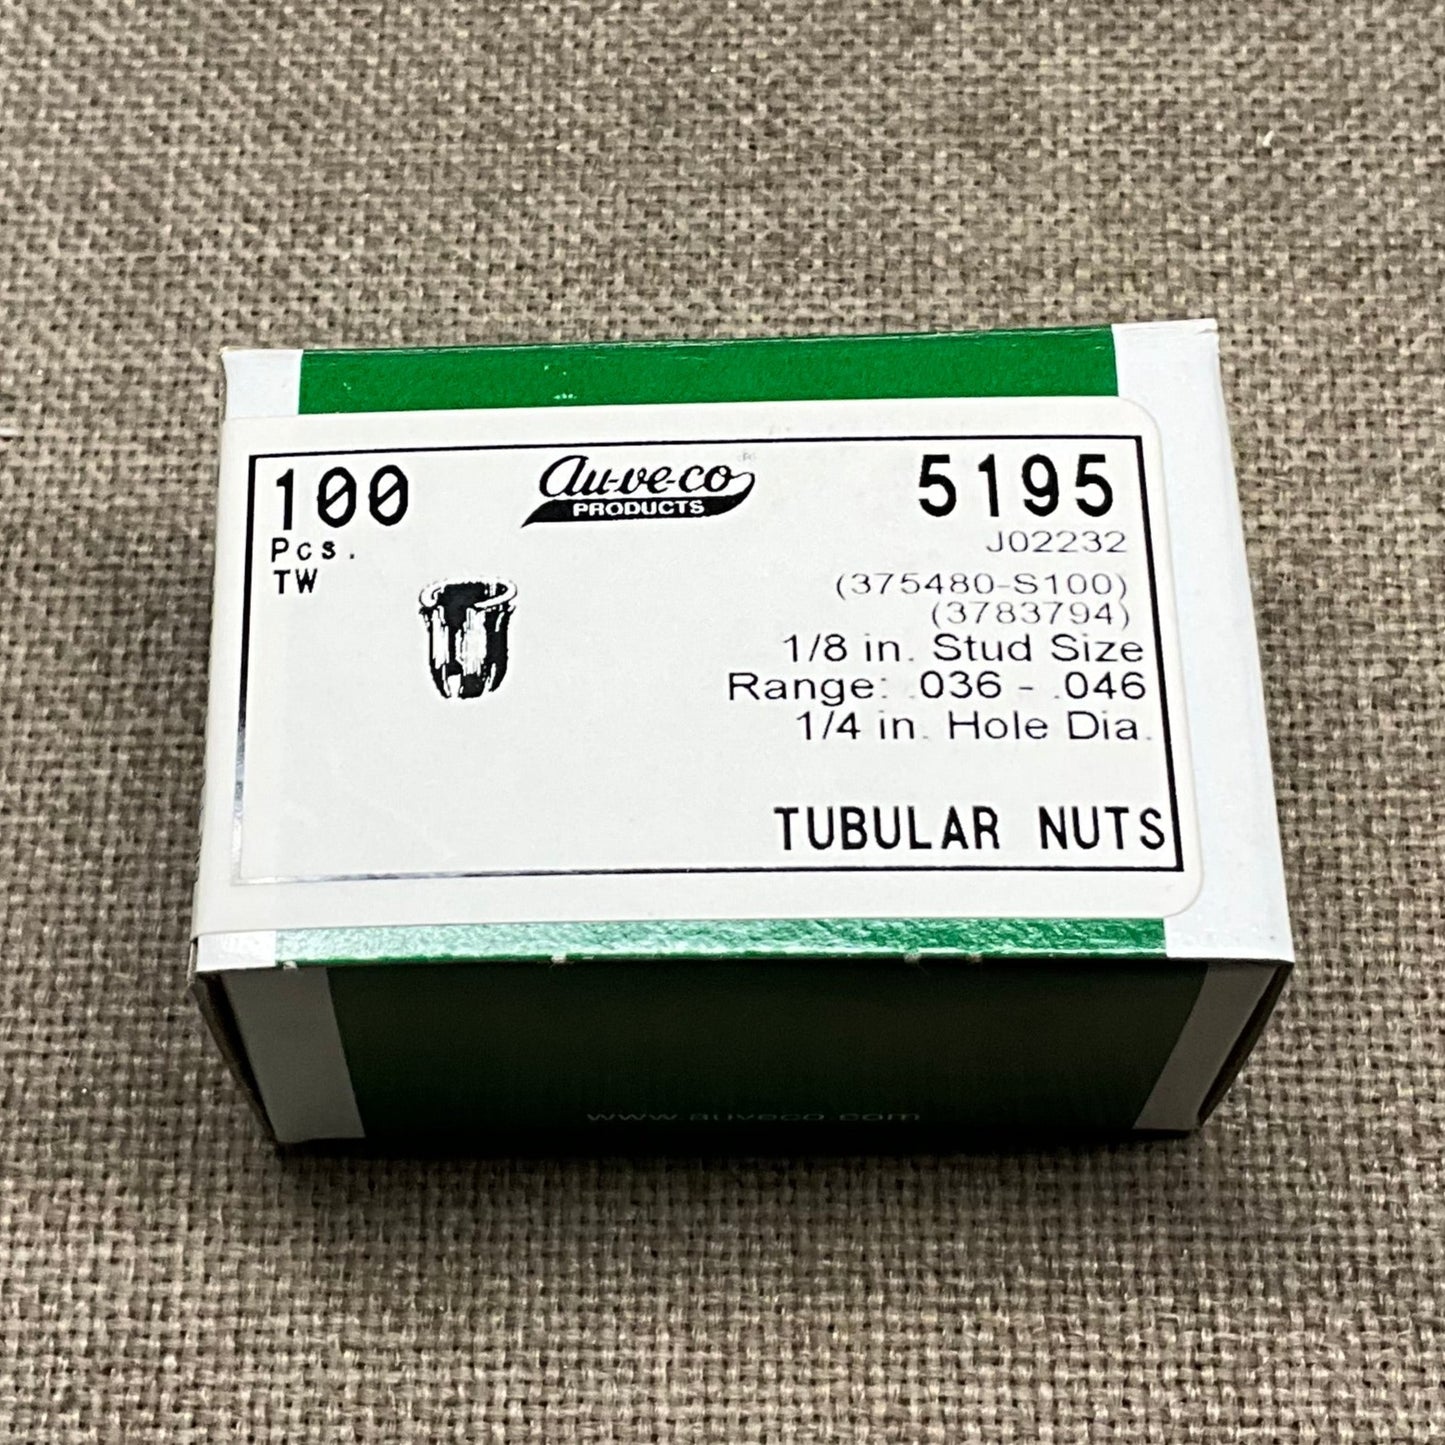 100
Pcs.
TW
au-ve-co®
PRODUCTS
5195
J02232
(375480-S100)
(3783794)
1/8 in. Stud Size
Range: .036 - .046
1/4 in. Hole Dia.
TUBULAR NUTS
www.auveco.com